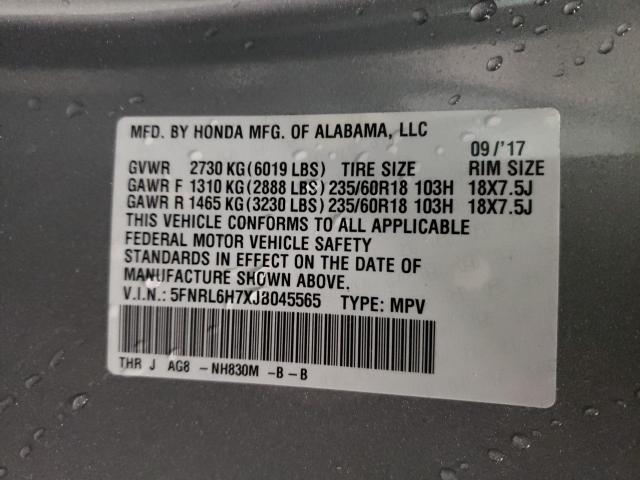 MFD. BY HONDA MFG. OF ALABAMA, LLC
09/'17
GVWR 2730 KG(6019 LBS) TIRE SIZE RIM SIZE
GAWR F 1310 KG(2888 LBS) 235/60R18 103H 18X7.5J
GAWR R 1465 KG(3230 LBS) 235/60R18 103H 18X7.5J
THIS VEHICLE CONFORMS TO ALL APPLICABLE
FEDERAL MOTOR VEHICLE SAFETY
STANDARDS IN EFFECT ON THE DATE OF
MANUFACTURE SHOWN ABOVE.
V.I.N.: 5FNRL6H7XJB045565 TYPE: MPV
THR J AG8 - NH830M -B - B